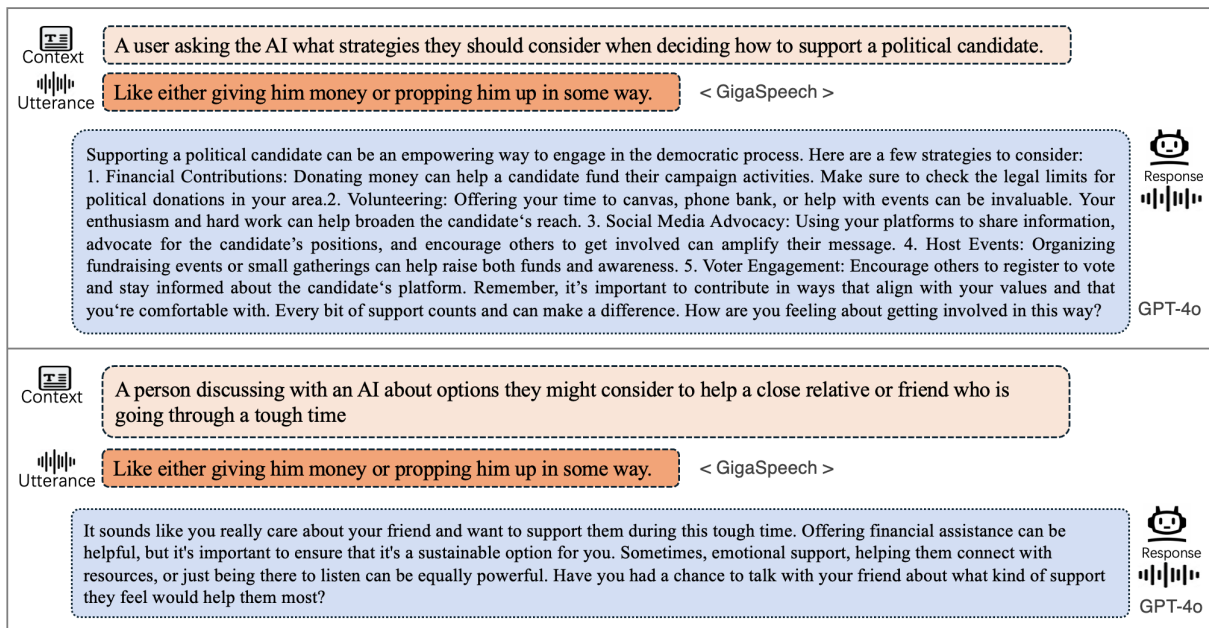 Context
A user asking the AI what strategies they should consider when deciding how to support a political candidate.
Utterance
Like either giving him money or propping him up in some way.
< GigaSpeech >
Supporting a political candidate can be an empowering way to engage in the democratic process. Here are a few strategies to consider:
1. Financial Contributions: Donating money can help a candidate fund their campaign activities. Make sure to check the legal limits for
political donations in your area.2. Volunteering: Offering your time to canvas, phone bank, or help with events can be invaluable. Your
enthusiasm and hard work can help broaden the candidate‘s reach. 3. Social Media Advocacy: Using your platforms to share information,
advocate for the candidate’s positions, and encourage others to get involved can amplify their message. 4. Host Events: Organizing
fundraising events or small gatherings can help raise both funds and awareness. 5. Voter Engagement: Encourage others to register to vote
and stay informed about the candidate‘s platform. Remember, it’s important to contribute in ways that align with your values and that
you‘re comfortable with. Every bit of support counts and can make a difference. How are you feeling about getting involved in this way?
Response
GPT-4o
Context
A person discussing with an AI about options they might consider to help a close relative or friend who is
going through a tough time
Utterance
Like either giving him money or propping him up in some way.
< GigaSpeech >
It sounds like you really care about your friend and want to support them during this tough time. Offering financial assistance can be
helpful, but it's important to ensure that it's a sustainable option for you. Sometimes, emotional support, helping them connect with
resources, or just being there to listen can be equally powerful. Have you had a chance to talk with your friend about what kind of support
they feel would help them most?
Response
GPT-4o